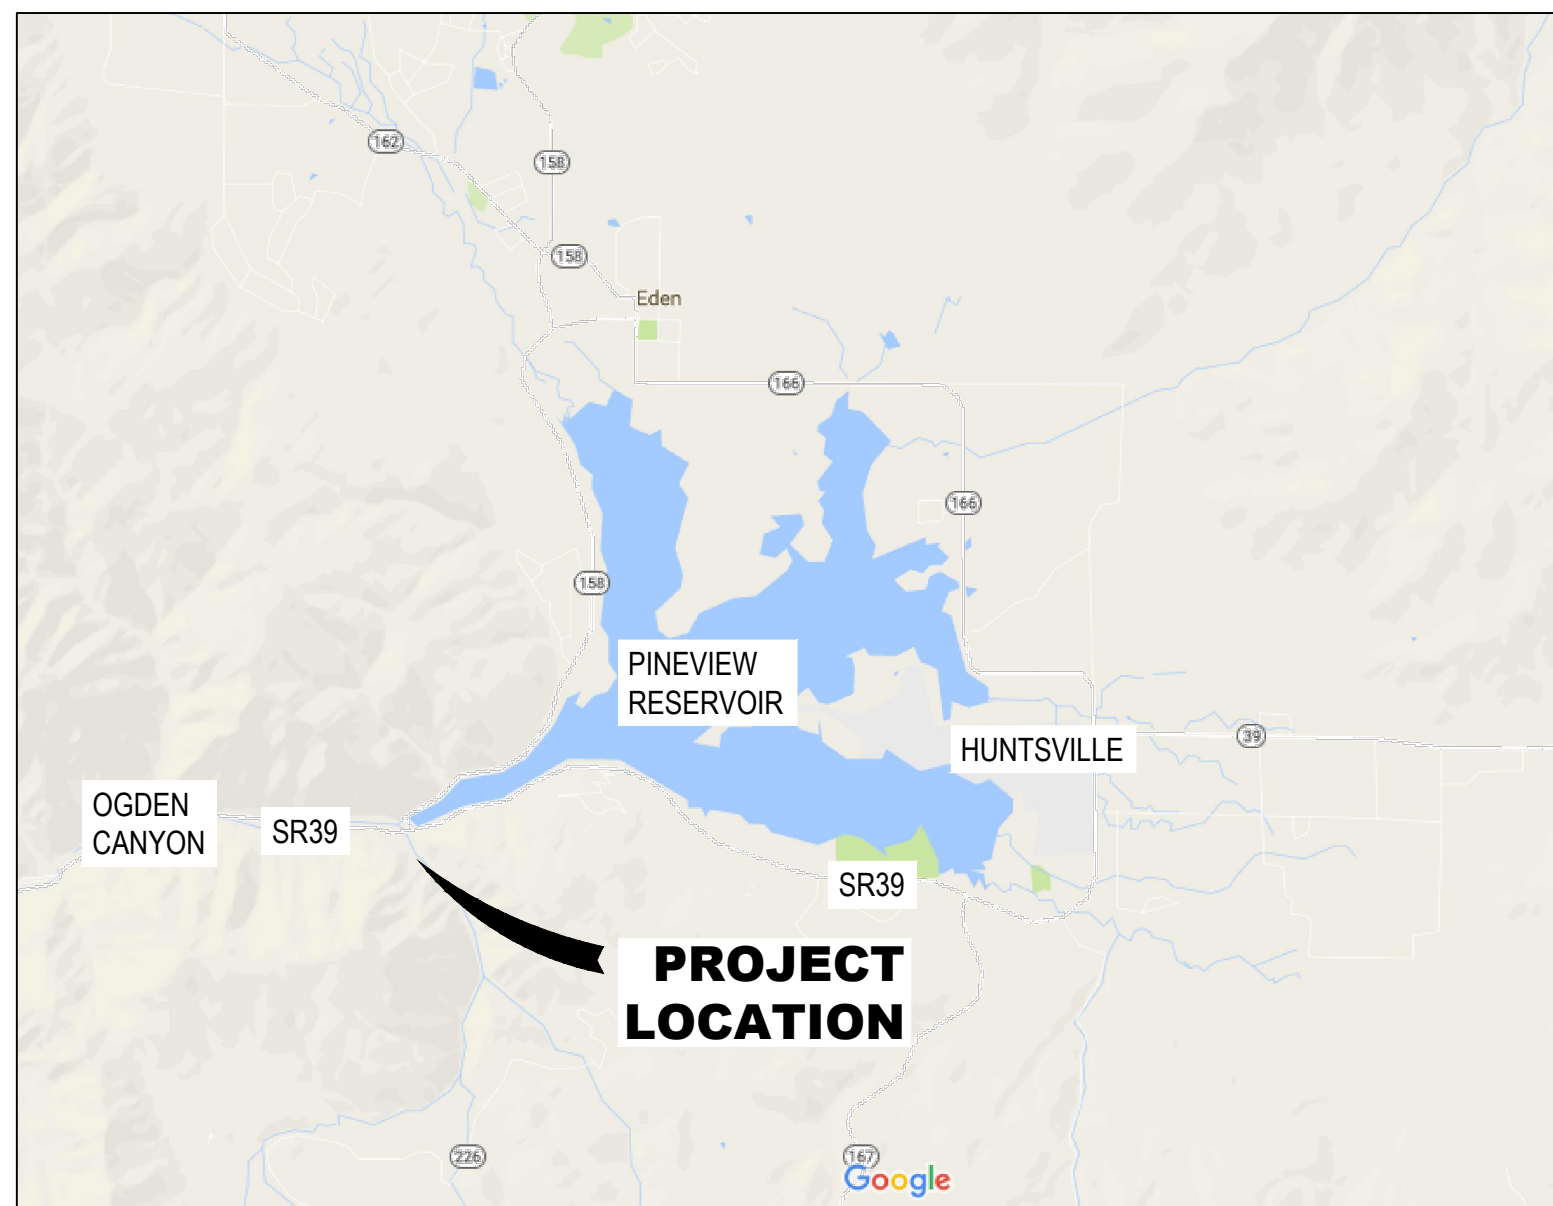 162
158
158
Eden
166
166
158
PINEVIEW
RESERVOIR
39
HUNTSVILLE
OGDEN
CANYON
SR39
SR39
PROJECT
LOCATION
226
167
Google